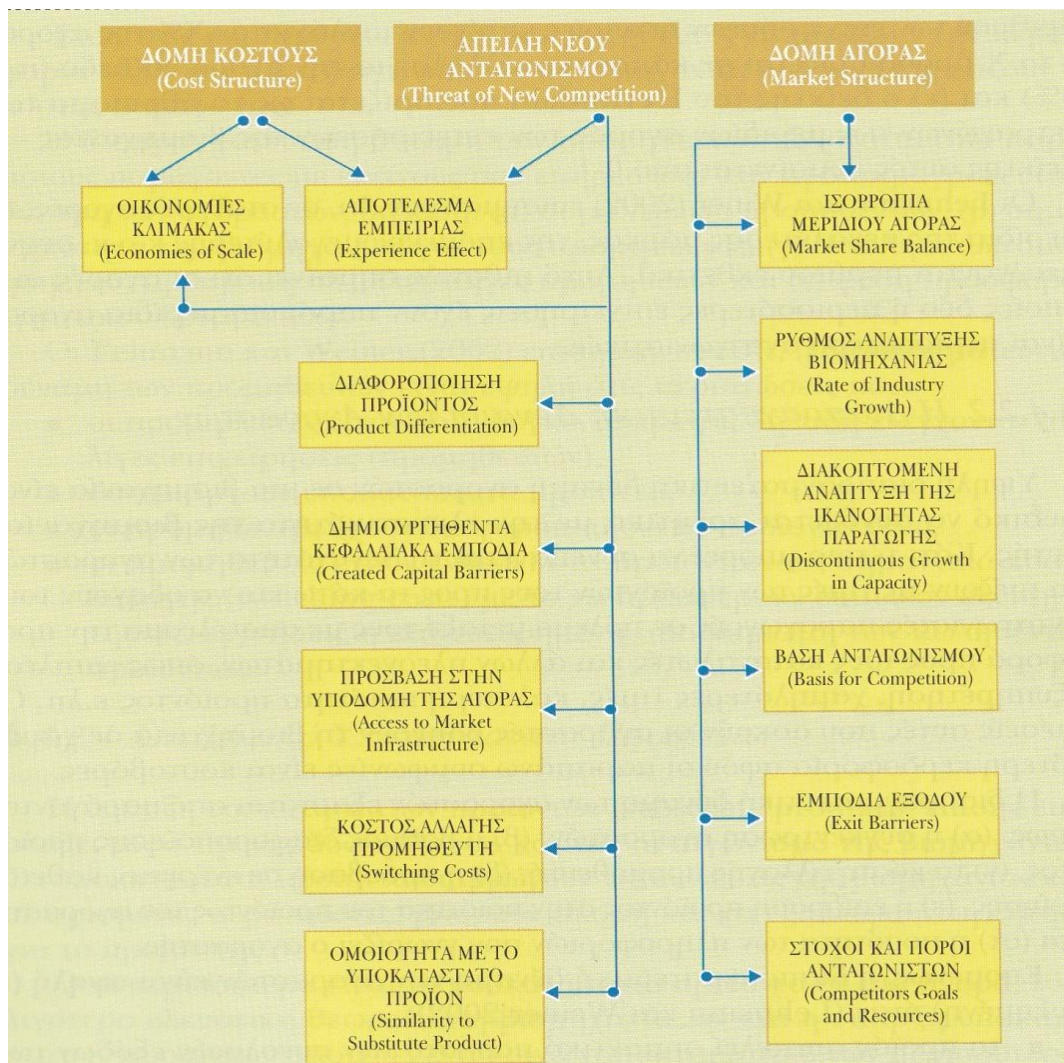 ΔΟΜΗ ΚΟΣΤΟΥΣ
(Cost Structure)
ΑΠΕΙΛΗ ΝΕΟΥ
ΑΝΤΑΓΩΝΙΣΜΟΥ
(Threat of New Competition)
ΔΟΜΗ ΑΓΟΡΑΣ
(Market Structure)
ΟΙΚΟΝΟΜΙΕΣ
ΚΛΙΜΑΚΑΣ
(Economies of Scale)
ΑΠΟΤΕΛΕΣΜΑ
ΕΜΠΕΙΡΙΑΣ
(Experience Effect)
ΙΣΟΡΡΟΠΙΑ
ΜΕΡΙΔΙΟΥ ΑΓΟΡΑΣ
(Market Share Balance)
ΔΙΑΦΟΡΟΠΟΙΗΣΗ
ΠΡΟΪΟΝΤΟΣ
(Product Differentiation)
ΡΥΘΜΟΣ ΑΝΑΠΤΥΞΗΣ
ΒΙΟΜΗΧΑΝΙΑΣ
(Rate of Industry
Growth)
ΔΗΜΙΟΥΡΓΗΘΕΝΤΑ
ΚΕΦΑΛΑΙΑΚΑ ΕΜΠΟΔΙΑ
(Created Capital Barriers)
ΔΙΑΚΟΠΤΟΜΕΝΗ
ΑΝΑΠΤΥΞΗ ΤΗΣ
ΙΚΑΝΟΤΗΤΑΣ
ΠΑΡΑΓΩΓΗΣ
(Discontinuous Growth
in Capacity)
ΠΡΟΣΒΑΣΗ ΣΤΗΝ
ΥΠΟΔΟΜΗ ΤΗΣ ΑΓΟΡΑΣ
(Access to Market
Infrastructure)
ΒΑΣΗ ΑΝΤΑΓΩΝΙΣΜΟΥ
(Basis for Competition)
ΚΟΣΤΟΣ ΑΛΛΑΓΗΣ
ΠΡΟΜΗΘΕΥΤΗ
(Switching Costs)
ΕΜΠΟΔΙΑ ΕΞΟΔΟΥ
(Exit Barriers)
ΟΜΟΙΟΤΗΤΑ ΜΕ ΤΟ
ΥΠΟΚΑΤΑΣΤΑΤΟ
ΠΡΟΪΟΝ
(Similarity to
Substitute Product)
ΣΤΟΧΟΙ ΚΑΙ ΠΟΡΟΙ
ΑΝΤΑΓΩΝΙΣΤΩΝ
(Competitors Goals
and Resources)